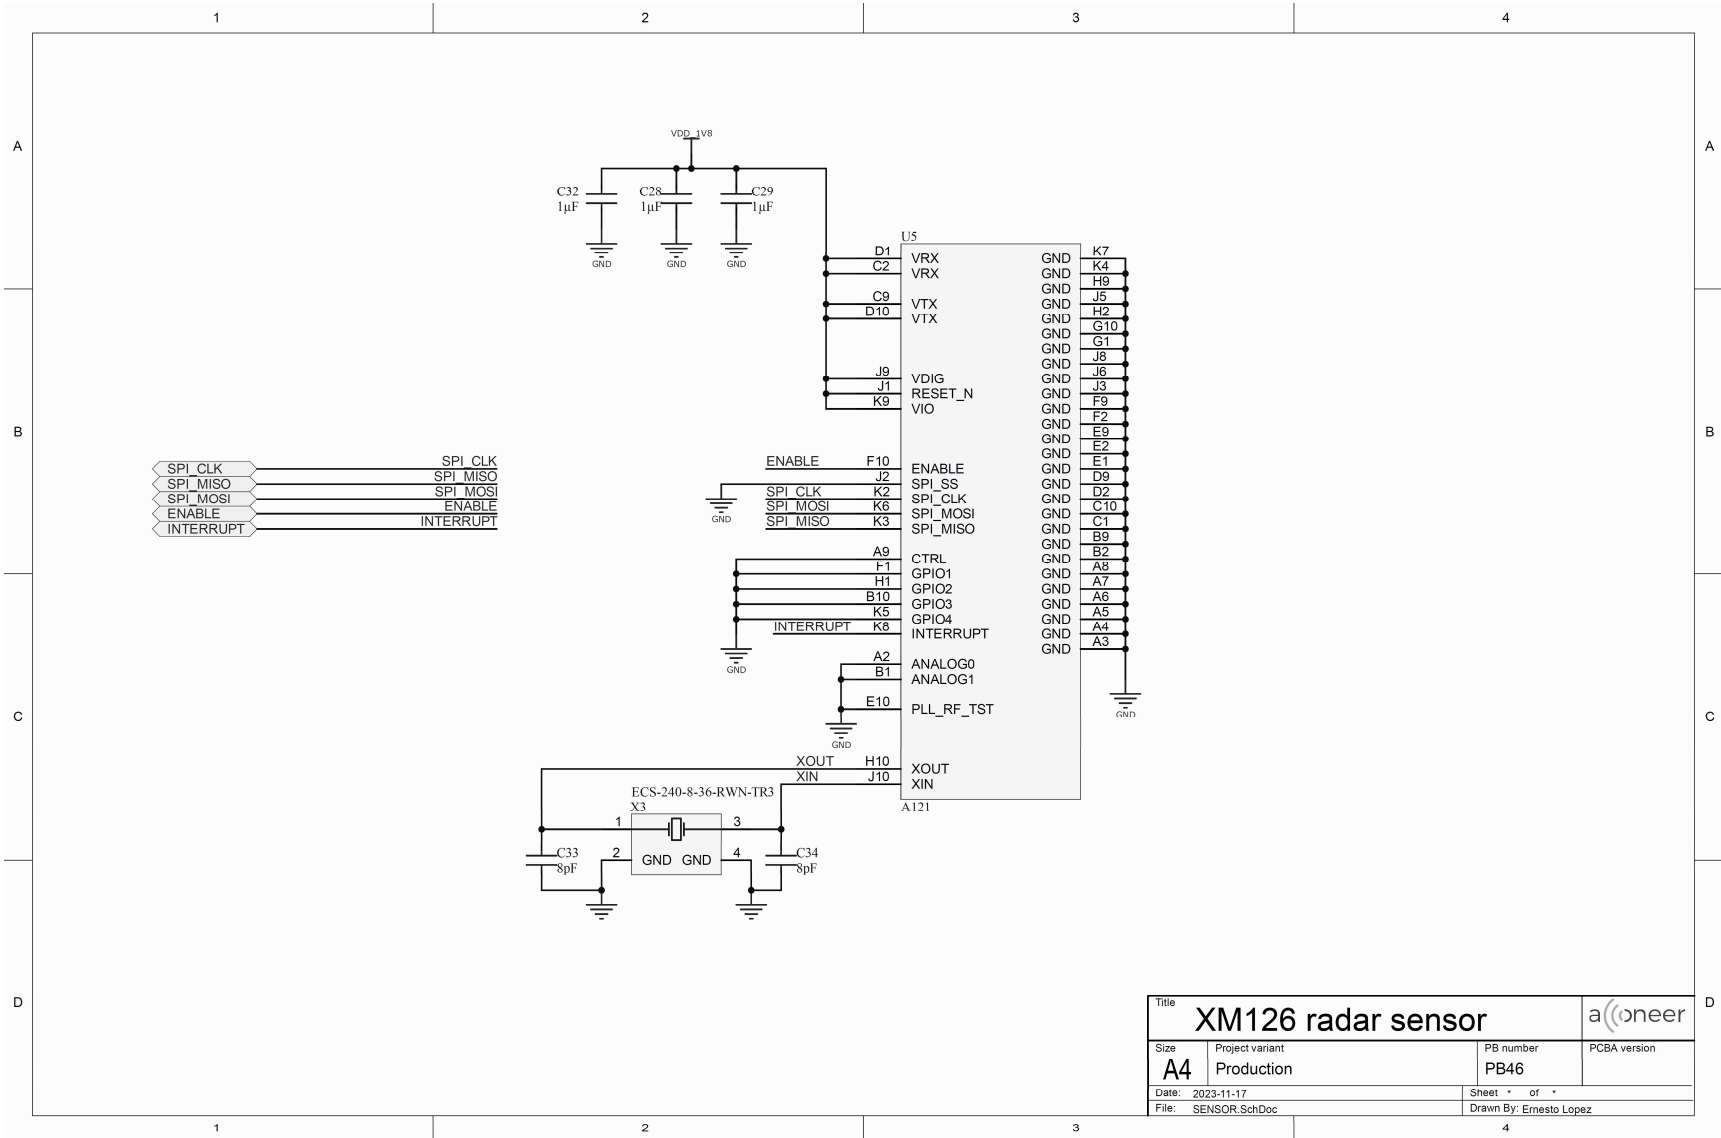 1 2 3 4
A A
VDD_1V8
C32 C28 C29
1µF 1µF 1µF
GND GND GND
U5
D1 VRX GND K7
C2 VRX GND K4
GND H9
C9 VTX GND J5
D10 VTX GND H2
GND G10
GND G1
GND J8
J9 VDIG GND J6
J1 RESET_N GND J3
K9 VIO GND F9
GND F2
B B
GND E9
GND E2
SPI_CLK SPI_CLK ENABLE F10 ENABLE GND E1
SPI_MISO SPI_MISO J2 SPI_SS GND D9
SPI_MOSI SPI_MOSI SPI_CLK K2 SPI_CLK GND D2
ENABLE ENABLE SPI_MOSI K6 SPI_MOSI GND C10
INTERRUPT INTERRUPT SPI_MISO K3 SPI_MISO GND C1
GND
GND B9
A9 CTRL GND B2
F1 GPIO1 GND A8
H1 GPIO2 GND A7
B10 GPIO3 GND A6
K5 GPIO4 GND A5
INTERRUPT K8 INTERRUPT GND A4
GND A3
GND
A2 ANALOG0
B1 ANALOG1
E10 PLL_RF_TST
C C
GND
GND
XOUT H10 XOUT
XIN J10 XIN
ECS-240-8-36-RWN-TR3
X3
A121
1 3
C33 2 GND GND 4 C34
8pF 8pF
D D
Title
XM126 radar sensor
acconeer
Size Project variant PB number PCBA version
A4 Production PB46
Date: 2023-11-17 Sheet * of *
File: SENSOR.SchDoc Drawn By: Ernesto Lopez
1 2 3 4